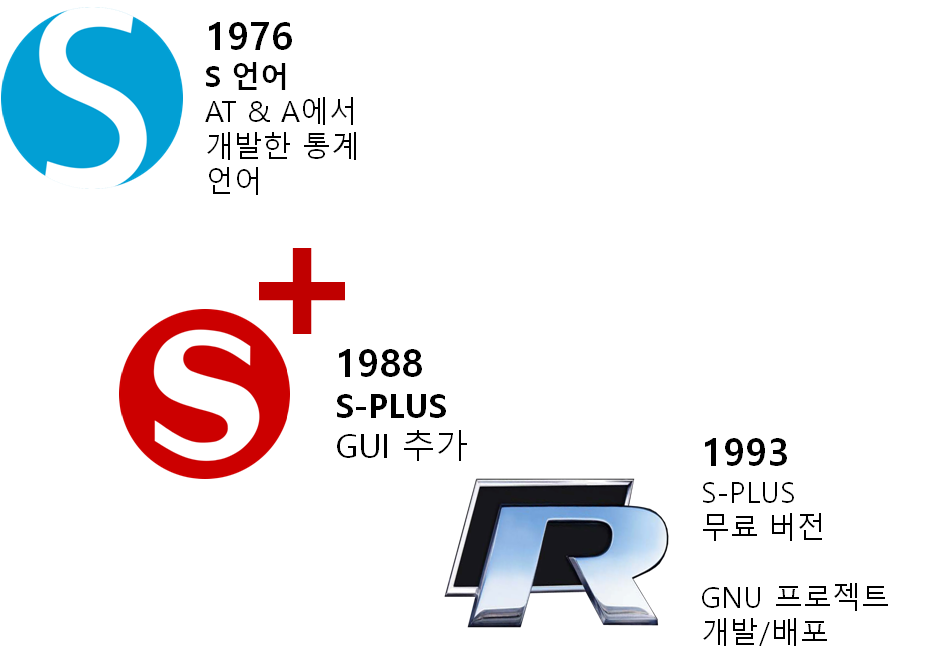 S
1976
S 언어
AT & A에서
개발한 통계
언어
S+
1988
S-PLUS
GUI 추가
R
1993
S-PLUS
무료 버전
GNU 프로젝트
개발/배포